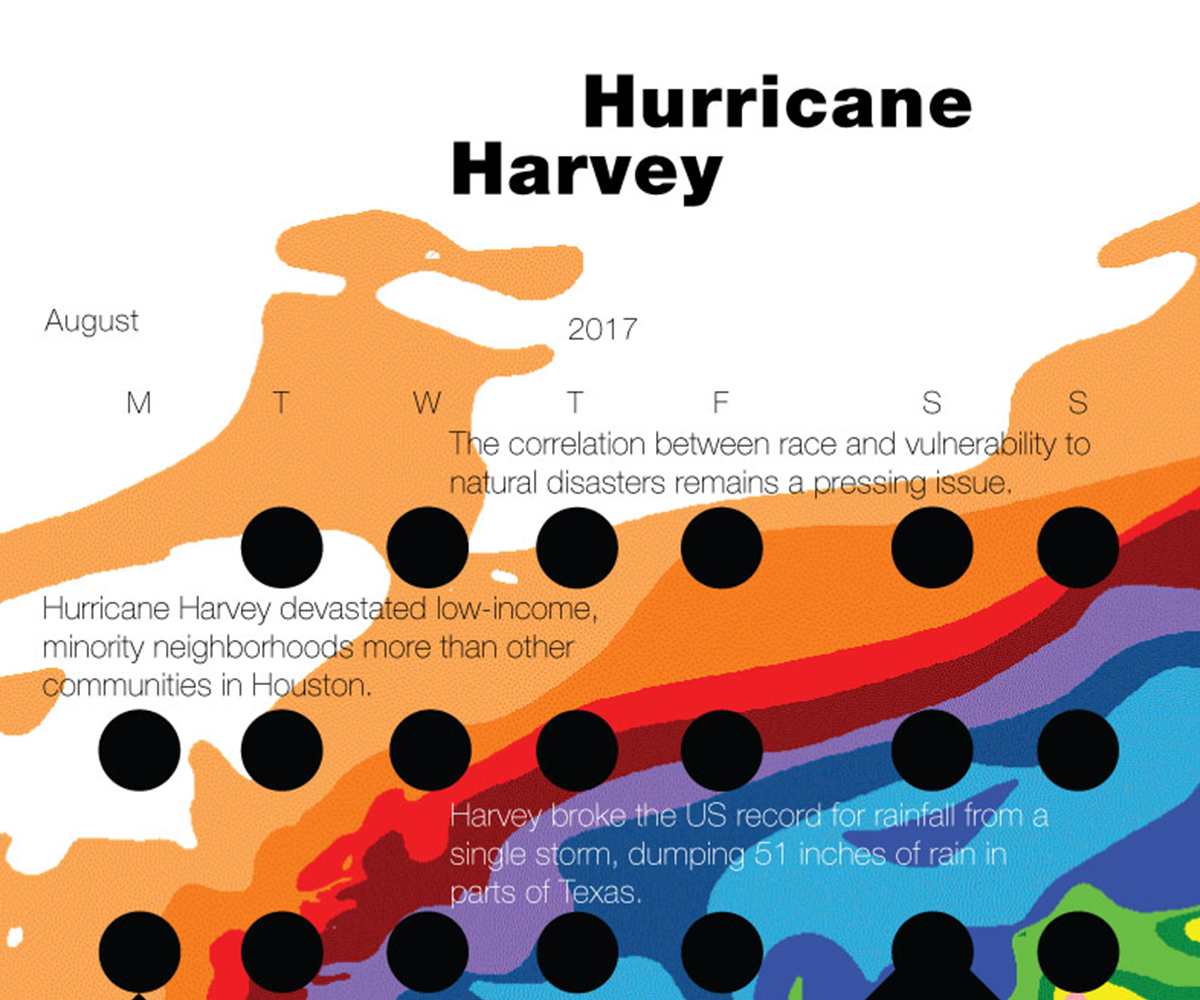 Hurricane
Harvey
August 2017
M T W T F S S
The correlation between race and vulnerability to
natural disasters remains a pressing issue.
Hurricane Harvey devastated low-income,
minority neighborhoods more than other
communities in Houston.
Harvey broke the US record for rainfall from a
single storm, dumping 51 inches of rain in
parts of Texas.